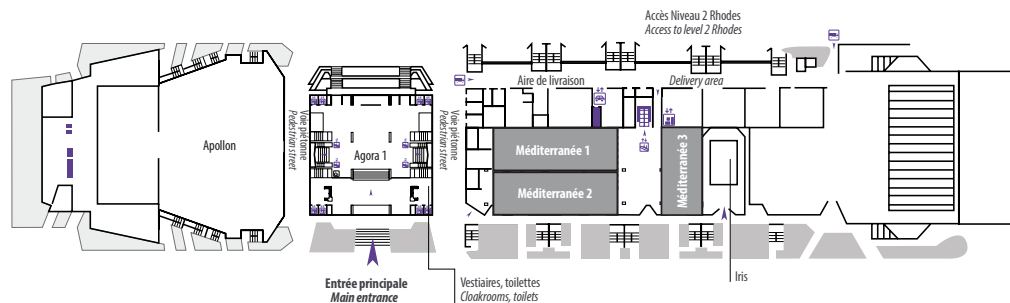 Accès Niveau 2 Rhodes
Access to level 2 Rhodes
Aire de livraison
Delivery area
Voie piétonne
Pedestrian street
Voie piétonne
Pedestrian street
Apollon
Agora 1
Méditerranée 1
Méditerranée 2
Méditerranée 3
Iris
Entrée principale
Main entrance
Vestiaires, toilettes
Cloakrooms, toilets